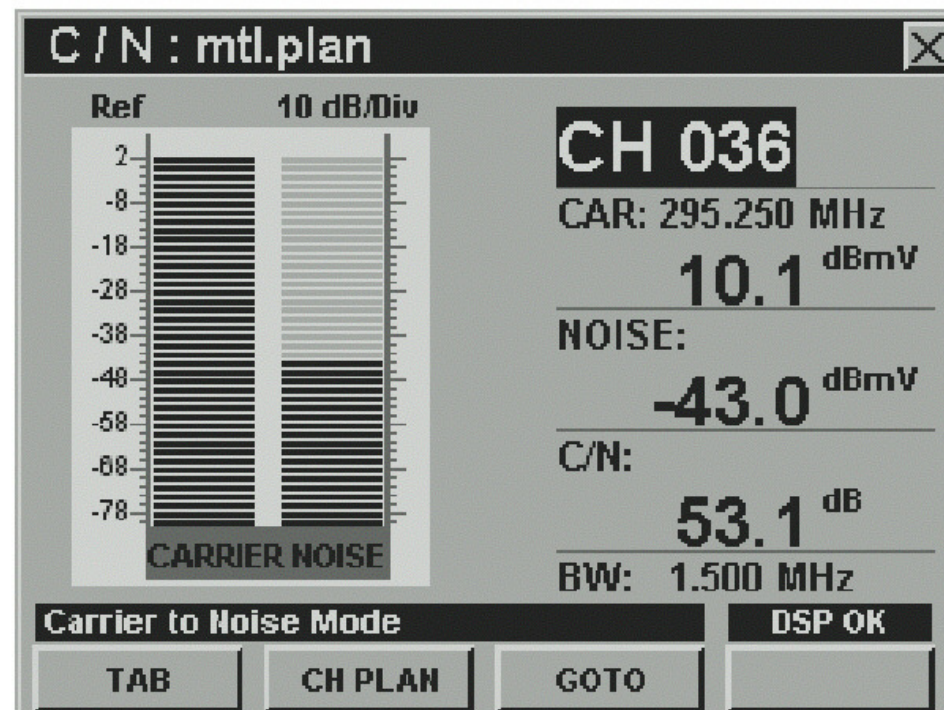 C / N : mtl.plan
Ref 10 dB/Div
2
-8
-18
-28
-38
-48
-58
-68
-78
CARRIER NOISE
CH 036
CAR: 295.250 MHz
10.1 dBmV
NOISE:
-43.0 dBmV
C/N:
53.1 dB
BW: 1.500 MHz
Carrier to Noise Mode
DSP OK
TAB
CH PLAN
GOTO